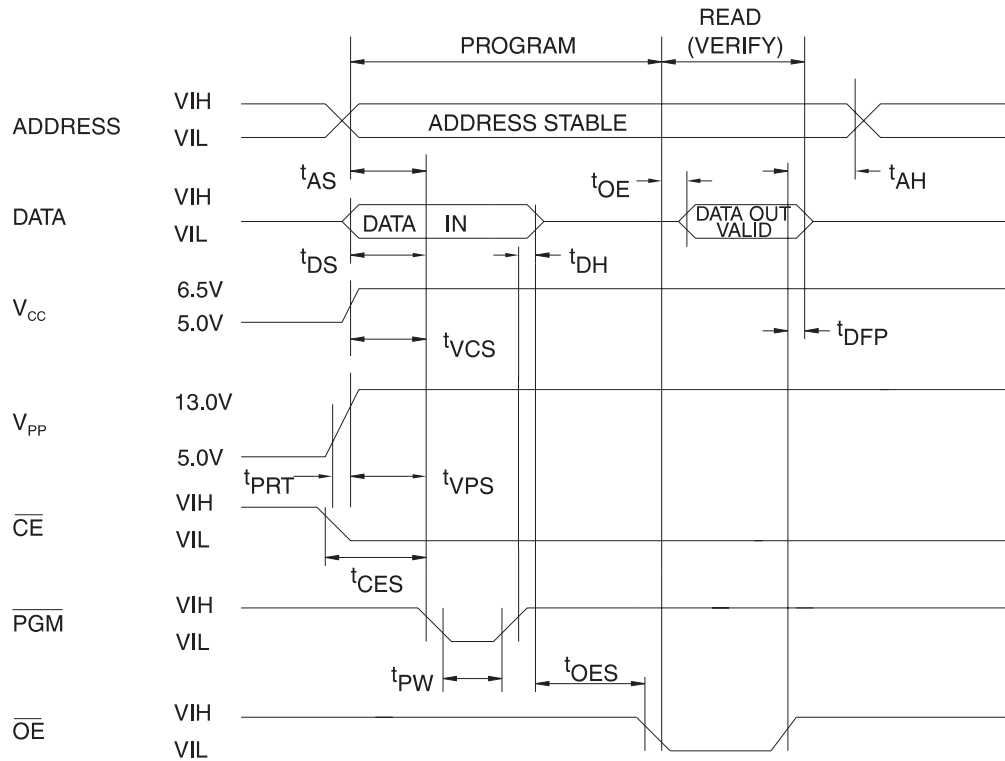 READ
PROGRAM (VERIFY)
ADDRESS VIH
VIL ADDRESS STABLE
tAS tOE tAH
DATA VIH
VIL DATA IN DATA OUT
VALID
tDS tDH
VCC 6.5V
5.0V
tVCS tDFP
VPP 13.0V
5.0V
tPRT tVPS
CE VIH
VIL
tCES
PGM VIH
VIL
tPW tOES
OE VIH
VIL